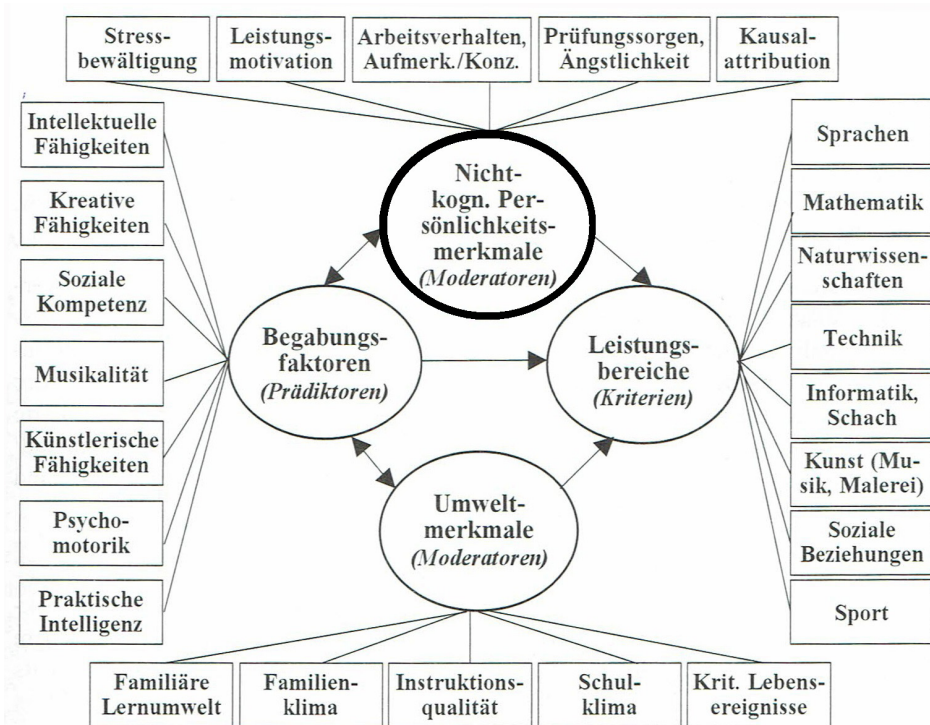 Stress-
bewältigung
Leistungs-
motivation
Arbeitsverhalten,
Aufmerk./Konz.
Prüfungssorgen,
Ängstlichkeit
Kausal-
attribution
Intellektuelle
Fähigkeiten
Kreative
Fähigkeiten
Soziale
Kompetenz
Musikalität
Künstlerische
Fähigkeiten
Psycho-
motorik
Praktische
Intelligenz
Nicht-
kogn. Per-
sönlichkeits-
merkmale
(Moderatoren)
Begabungs-
faktoren
(Prädiktoren)
Leistungs-
bereiche
(Kriterien)
Umwelt-
merkmale
(Moderatoren)
Sprachen
Mathematik
Naturwissen-
schaften
Technik
Informatik,
Schach
Kunst (Mu-
sik, Malerei)
Soziale
Beziehungen
Sport
Familiäre
Lernumwelt
Familien-
klima
Instruktions-
qualität
Schul-
klima
Krit. Lebens-
ereignisse